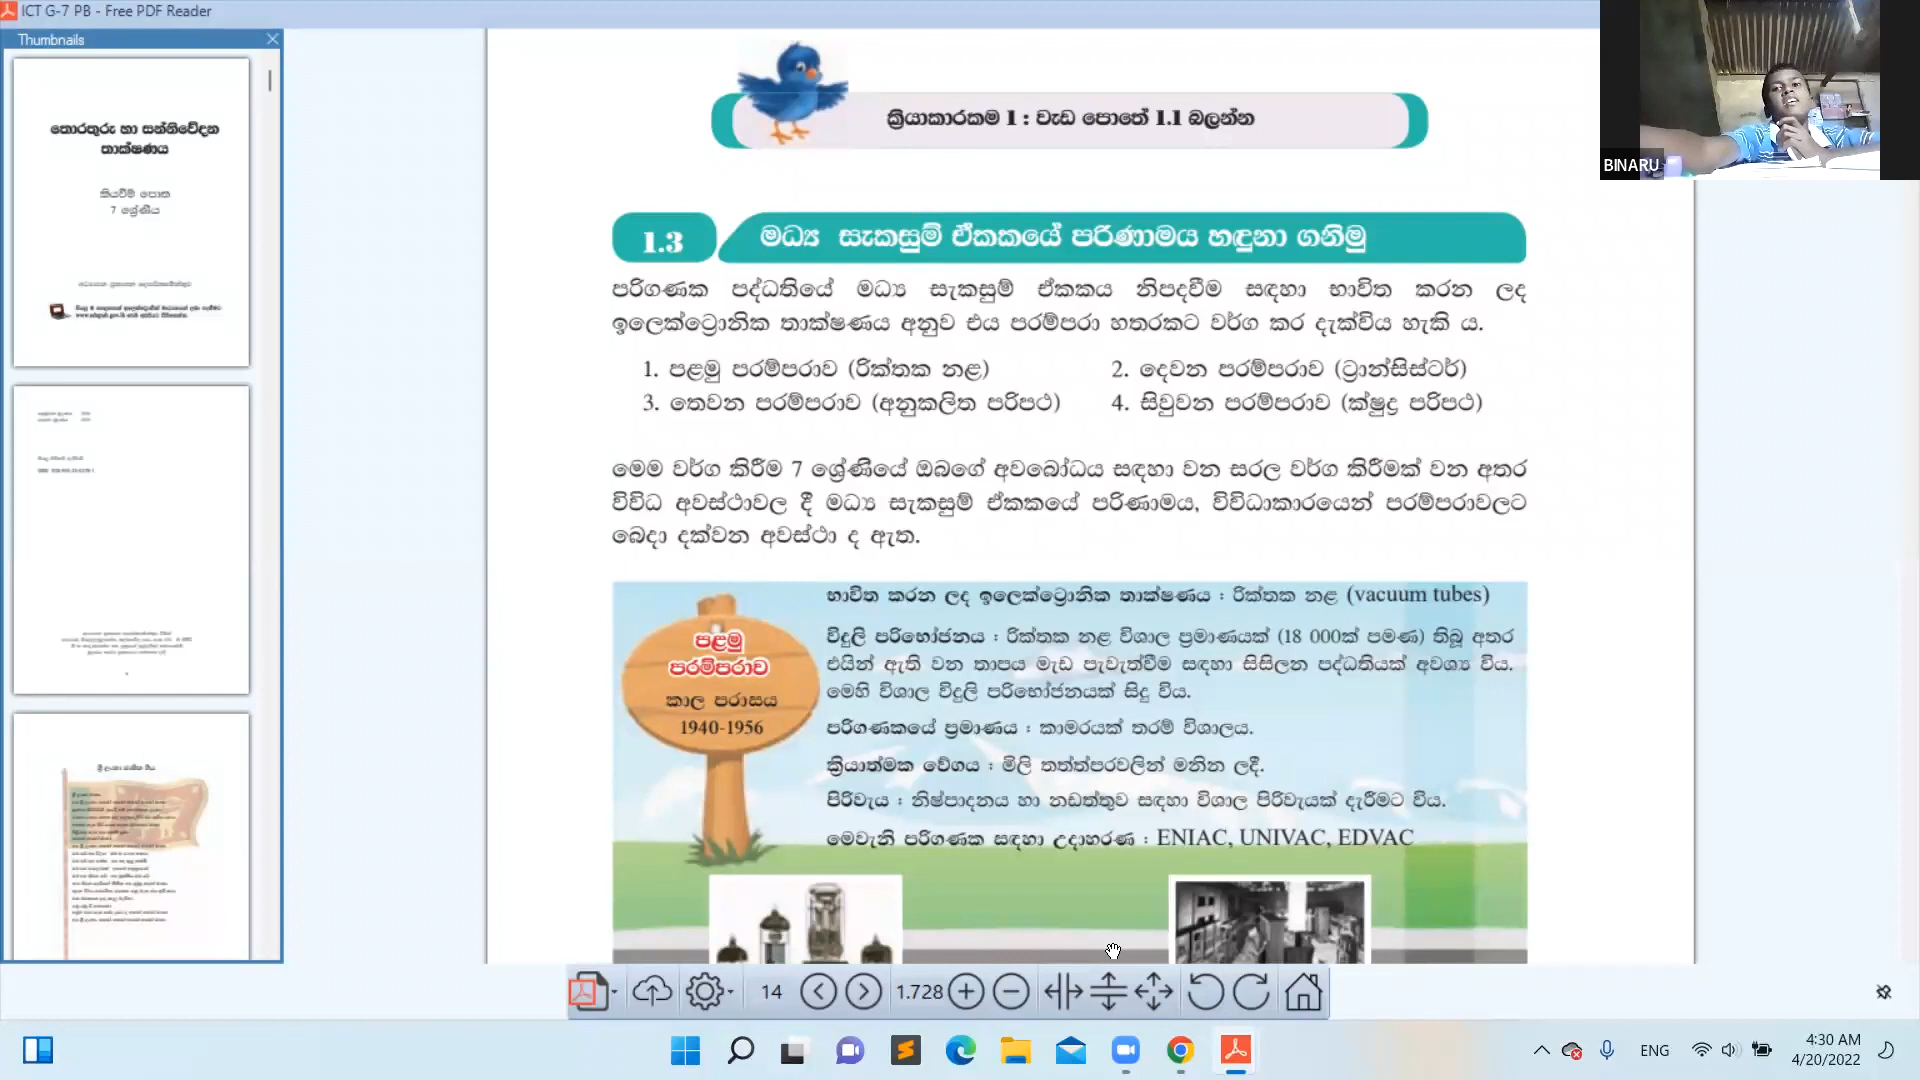 ICT G-7 PB - Free PDF Reader
Thumbnails
තොරතුරු හා සන්නිවේදන
තාක්ෂණය
කියවීම් පොත
7 ශ්‍රේණිය
ශ්‍රී ලංකා ජාතික ගීය
ක්‍රියාකාරකම 1 : වැඩ පොතේ 1.1 බලන්න
BINARU
1.3 මධ්‍ය සැකසුම් ඒකකයේ පරිණාමය හඳුනා ගනිමු
පරිගණක පද්ධතියේ මධ්‍ය සැකසුම් ඒකකය නිපදවීම සඳහා භාවිත කරන ලද
ඉලෙක්ට්‍රොනික තාක්ෂණය අනුව එය පරම්පරා හතරකට වර්ග කර දැක්විය හැකි ය.
1. පළමු පරම්පරාව (රික්තක නළ) 2. දෙවන පරම්පරාව (ට්‍රාන්සිස්ටර්)
3. තෙවන පරම්පරාව (අනුකලිත පරිපථ) 4. සිවුවන පරම්පරාව (ක්ෂුද්‍ර පරිපථ)
මෙම වර්ග කිරීම 7 ශ්‍රේණියේ ඔබගේ අවබෝධය සඳහා වන සරල වර්ග කිරීමක් වන අතර
විවිධ අවස්ථාවල දී මධ්‍ය සැකසුම් ඒකකයේ පරිණාමය, විවිධාකාරයෙන් පරම්පරාවලට
බෙදා දක්වන අවස්ථා ද ඇත.
පළමු
පරම්පරාව
කාල පරාසය
1940-1956
භාවිත කරන ලද ඉලෙක්ට්‍රොනික තාක්ෂණය : රික්තක නළ (vacuum tubes)
විදුලි පරිභෝජනය : රික්තක නළ විශාල ප්‍රමාණයක් (18 000ක් පමණ) තිබූ අතර
එයින් ඇති වන තාපය මැඩ පැවැත්වීම සඳහා සිසිලන පද්ධතියක් අවශ්‍ය විය.
මෙහි විශාල විදුලි පරිභෝජනයක් සිදු විය.
පරිගණකයේ ප්‍රමාණය : කාමරයක් තරම් විශාලය.
ක්‍රියාත්මක වේගය : මිලි තත්ත්පරවලින් මනින ලදී.
පිරිවැය : නිෂ්පාදනය හා නඩත්තුව සඳහා විශාල පිරිවැයක් දැරීමට විය.
මෙවැනි පරිගණක සඳහා උදාහරණ : ENIAC, UNIVAC, EDVAC
14 1.728
ENG
4:30 AM
4/20/2022